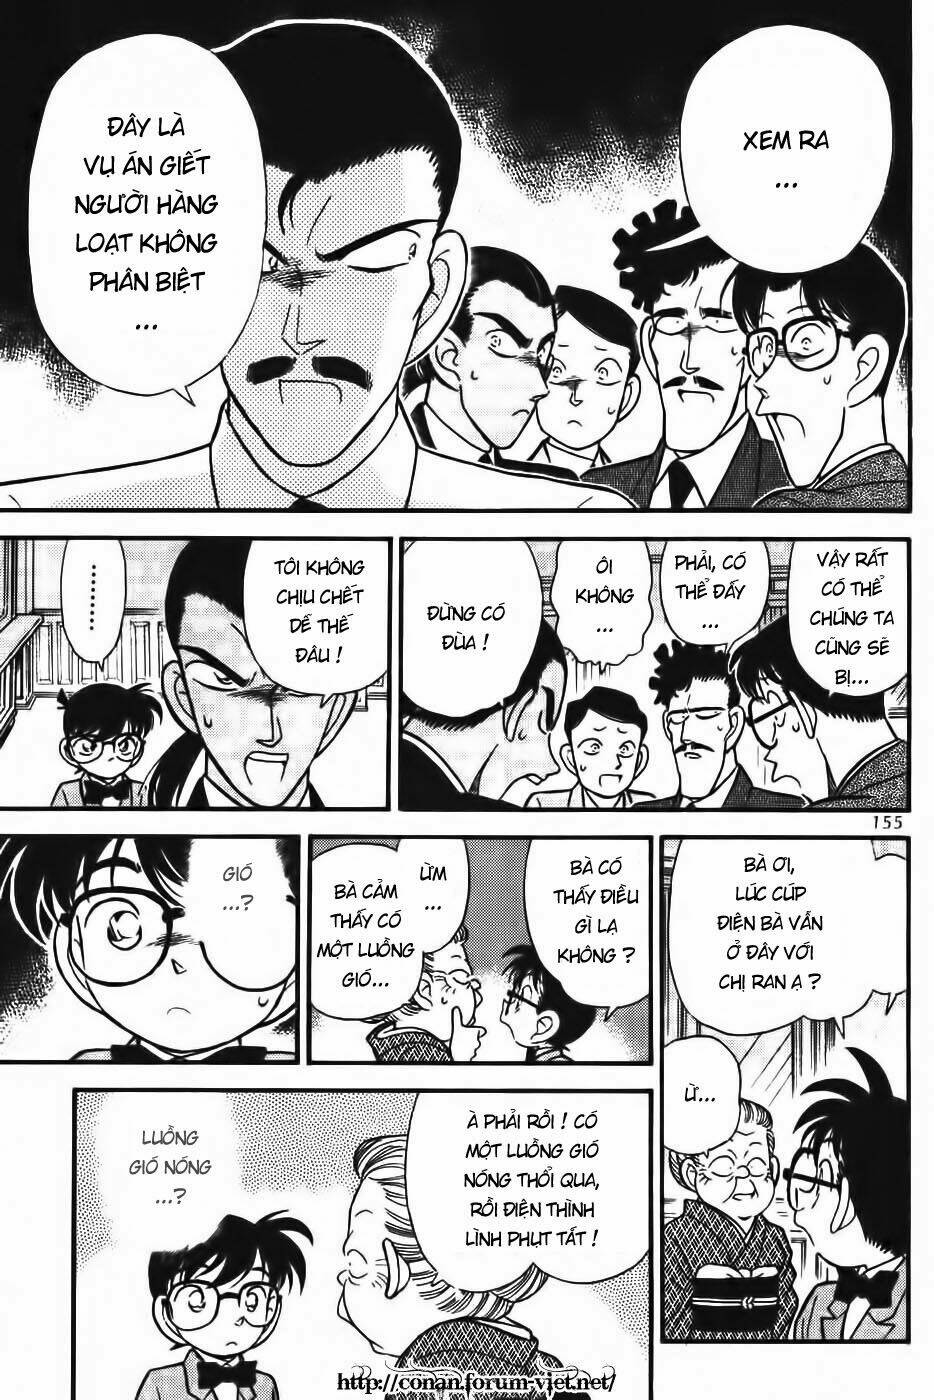 XEM RA
...
ĐÂY LÀ
VỤ ÁN GIẾT
NGƯỜI HÀNG
LOẠT KHÔNG
PHÂN BIỆT
...
VẬY RẤT
CÓ THỂ
CHÚNG TA
CŨNG SẼ
BỊ...
PHẢI, CÓ
THỂ ĐẤY
...
ÔI
KHÔNG
...
ĐỪNG CÓ
ĐÙA !
TÔI KHÔNG
CHỊU CHẾT
DỄ THẾ
ĐÂU !
.........
155
BÀ ƠI,
LÚC CÚP
ĐIỆN BÀ VẪN
Ở ĐÂY VỚI
CHỊ RAN Ạ ?
Ừ...
BÀ CÓ
THẤY ĐIỀU
GÌ LẠ
KHÔNG ?
ỪM
...
BÀ CẢM
THẤY CÓ
MỘT LUỒNG
GIÓ...
GIÓ
...?
À PHẢI RỒI ! CÓ
MỘT LUỒNG GIÓ
NÓNG THỔI QUA,
RỒI ĐIỆN THÌNH
LÌNH PHỤT TẮT !
LUỒNG
GIÓ NÓNG
...?
http://conan.forum-viet.net/